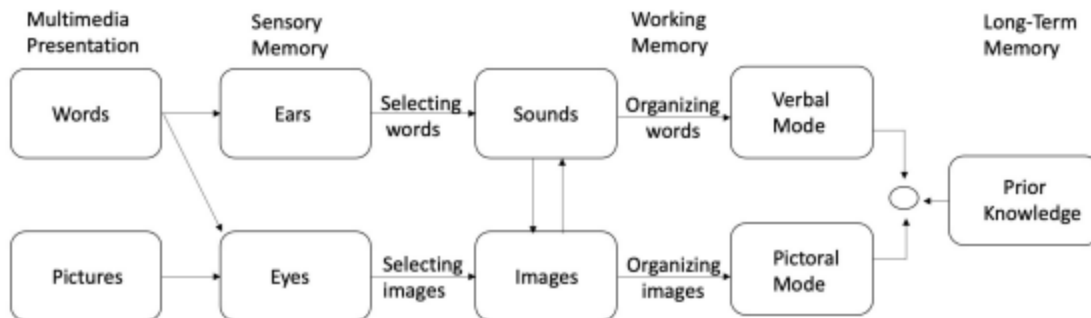 Multimedia
Presentation
Sensory
Memory
Working
Memory
Long-Term
Memory
Words
Ears
Selecting
words
Sounds
Organizing
words
Verbal
Mode
Prior
Knowledge
Pictures
Eyes
Selecting
images
Images
Organizing
images
Pictoral
Mode